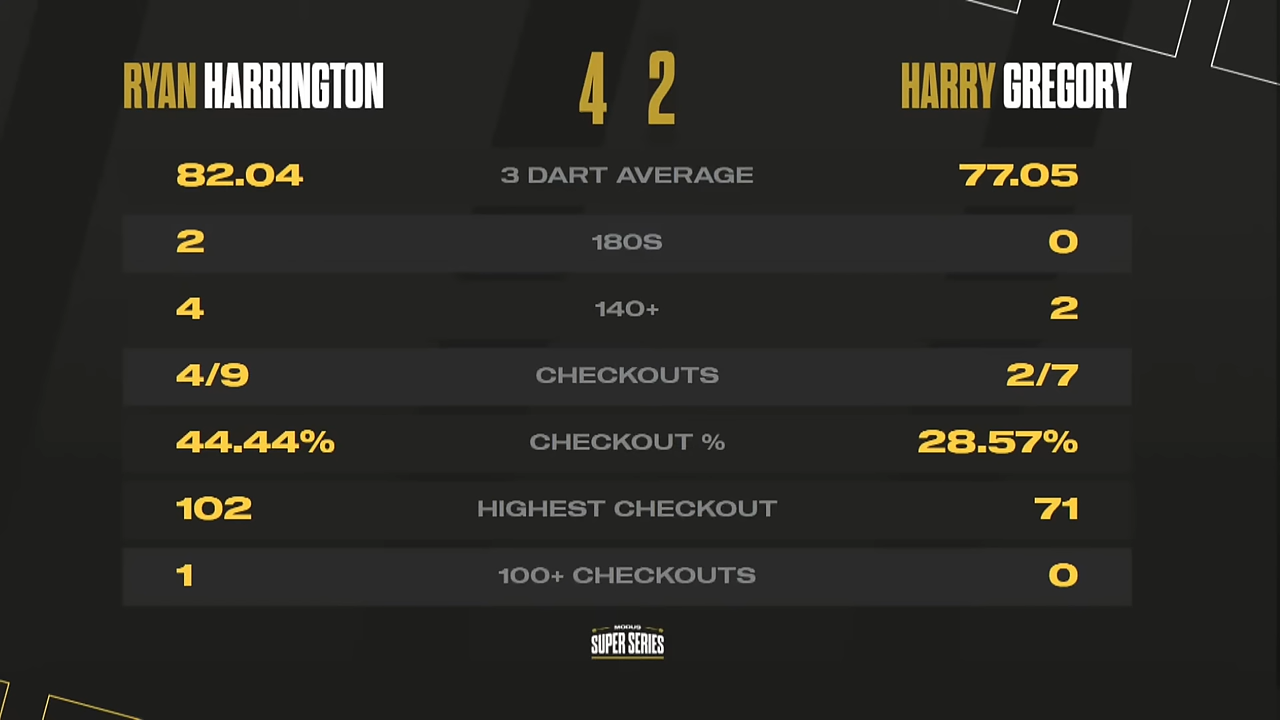 RYAN HARRINGTON 4 2 HARRY GREGORY
82.04 3 DART AVERAGE 77.05
2 180S 0
4 140+ 2
4/9 CHECKOUTS 2/7
44.44% CHECKOUT % 28.57%
102 HIGHEST CHECKOUT 71
1 100+ CHECKOUTS 0
MODUS
SUPER SERIES